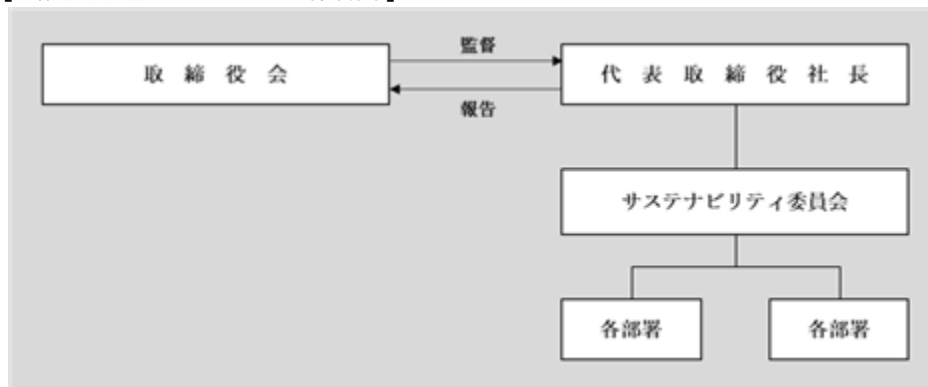 監督
取締役会
代表取締役社長
報告
サステナビリティ委員会
各部署
各部署